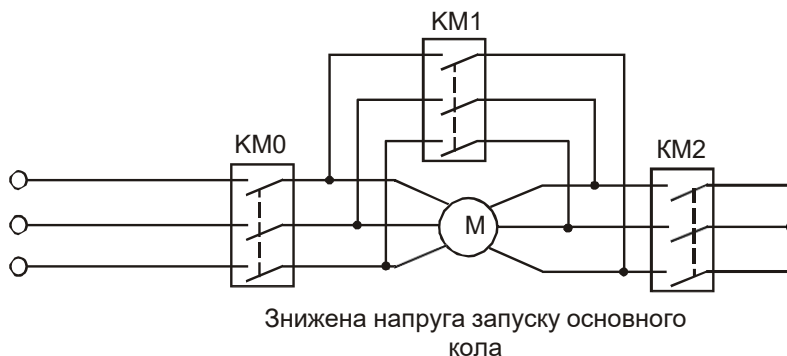 KM1
KM0
KM2
M
Знижена напруга запуску основного
кола